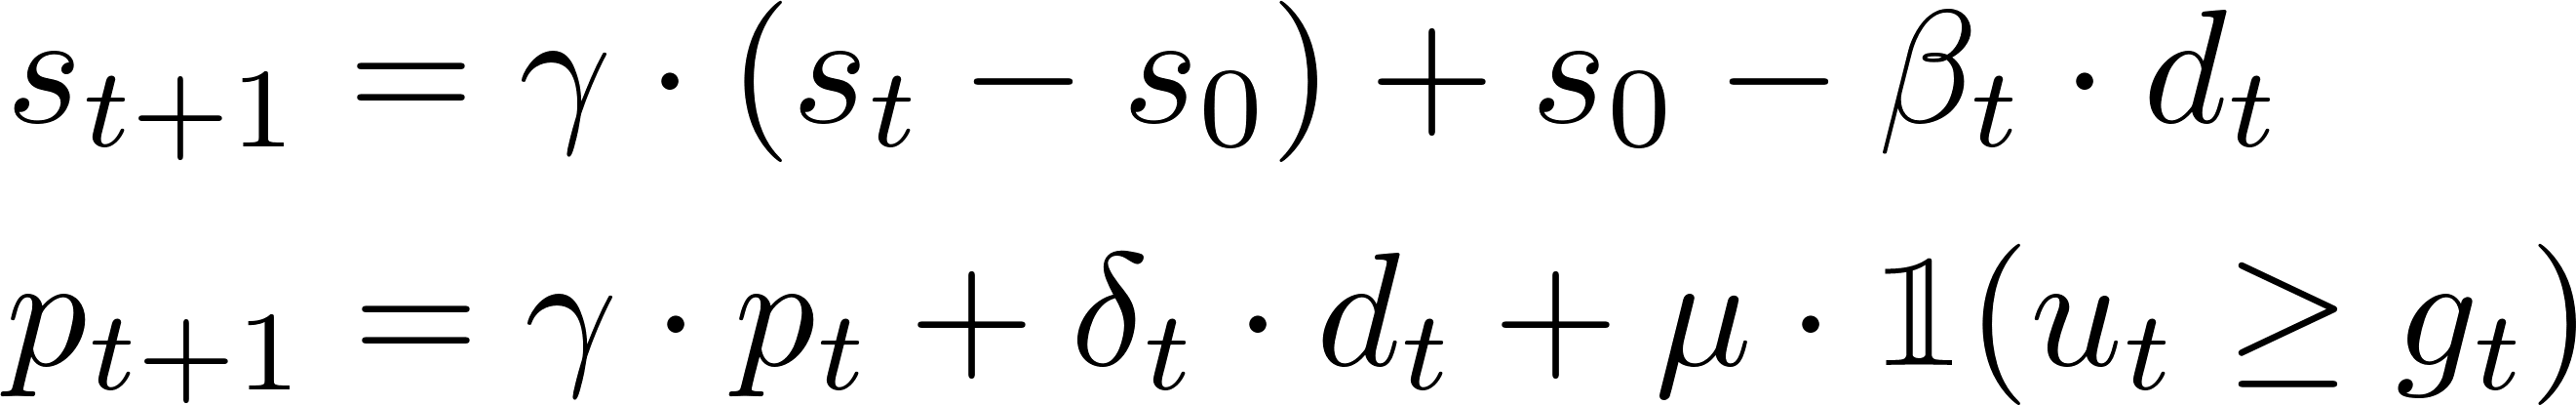 s_{t+1} = γ · (s_t − s_0) + s_0 − β_t · d_t
p_{t+1} = γ · p_t + δ_t · d_t + μ · 𝟙(u_t ≥ g_t)